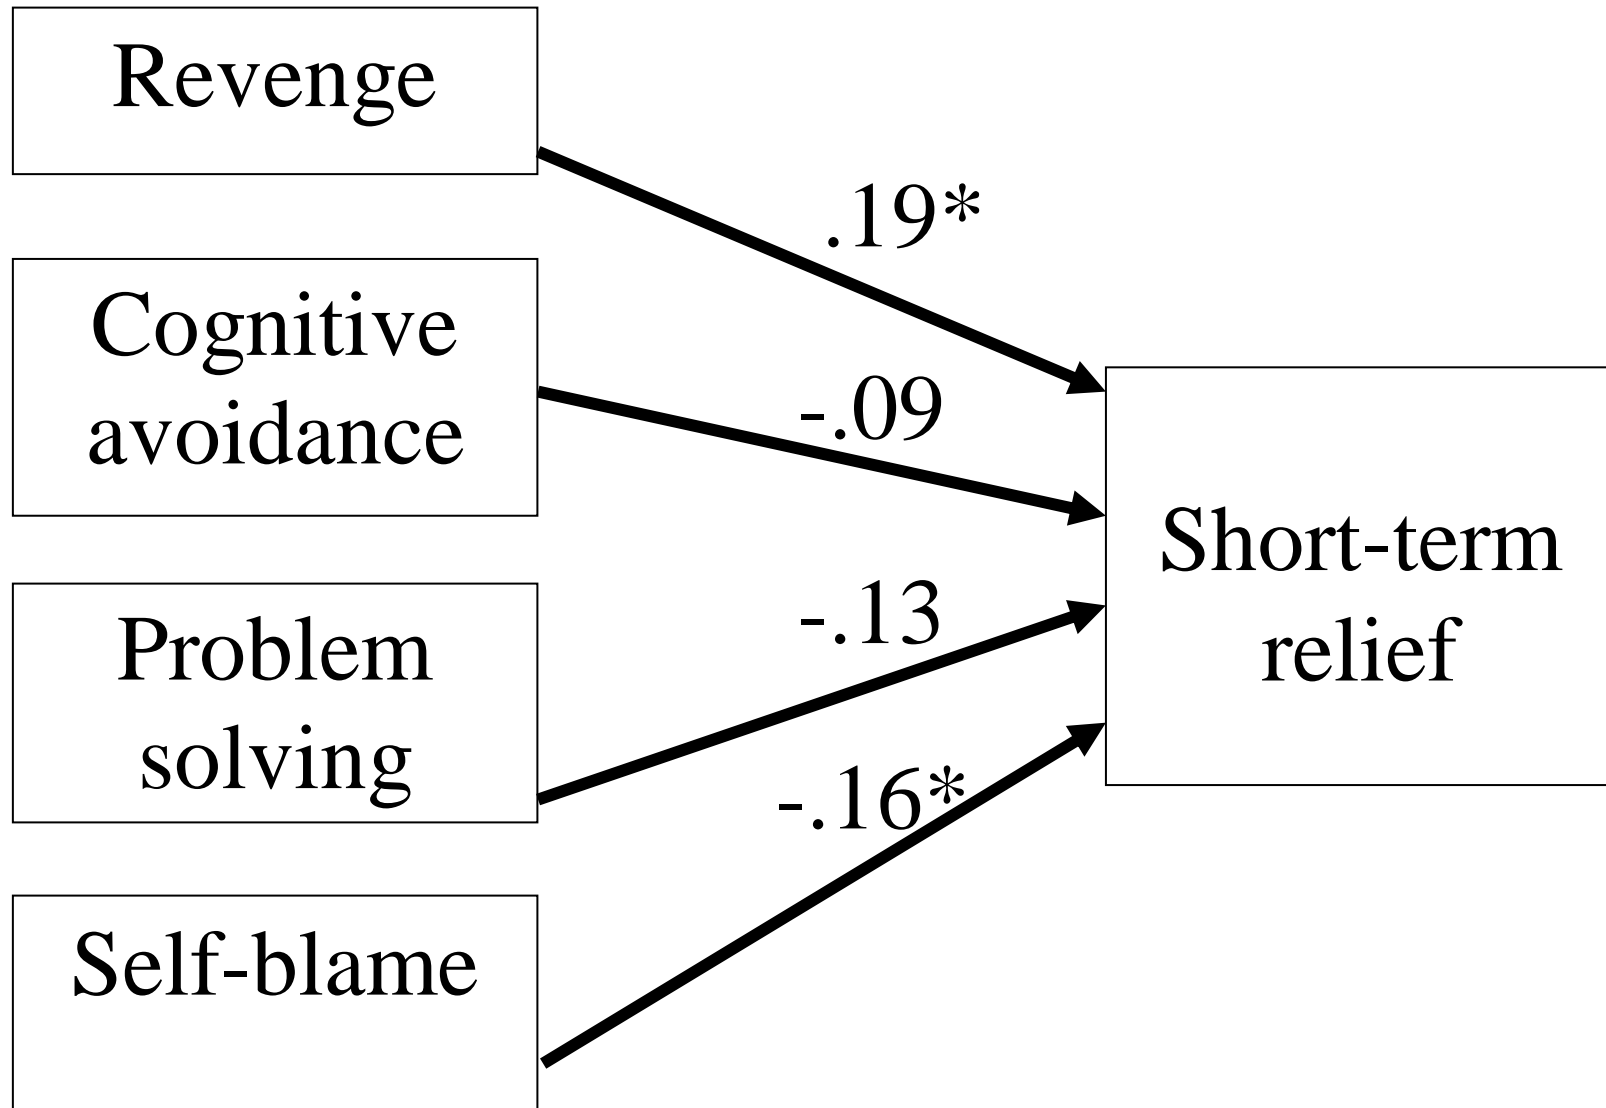 Revenge
.19*
Cognitive
avoidance
-.09
Short-term
relief
Problem
solving
-.13
-.16*
Self-blame